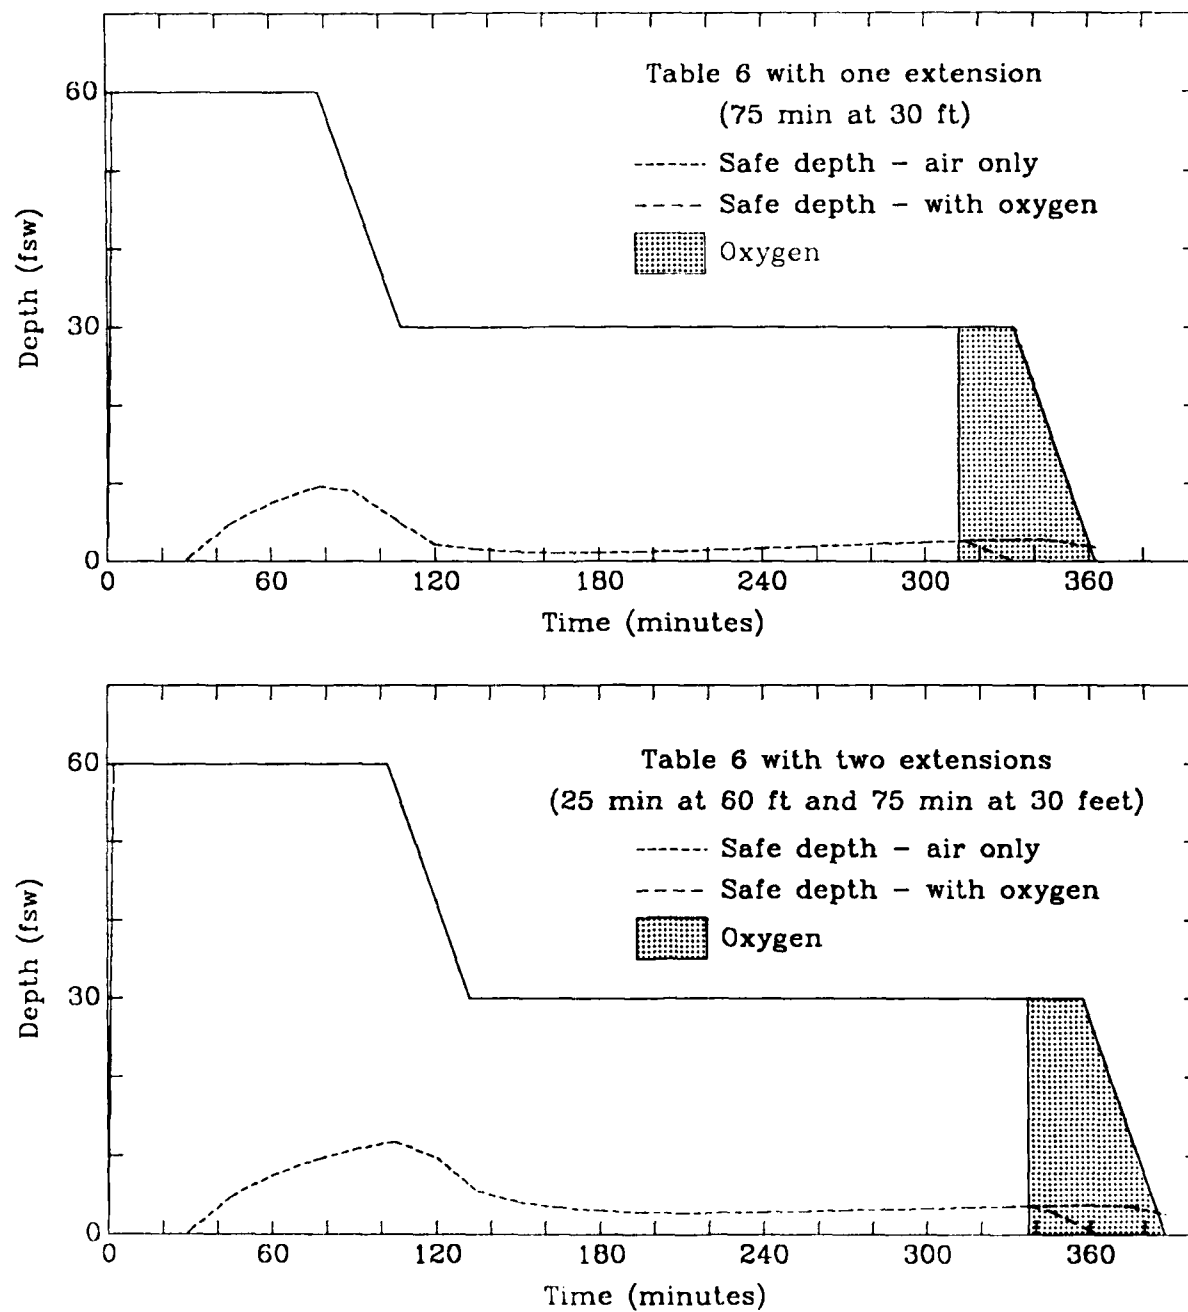 Table 6 with one extension
(75 min at 30 ft)
Safe depth - air only
Safe depth - with oxygen
Oxygen
Depth (fsw)
60
30
0
0 60 120 180 240 300 360
Time (minutes)
Table 6 with two extensions
(25 min at 60 ft and 75 min at 30 feet)
Safe depth - air only
Safe depth - with oxygen
Oxygen
Depth (fsw)
60
30
0
0 60 120 180 240 300 360
Time (minutes)